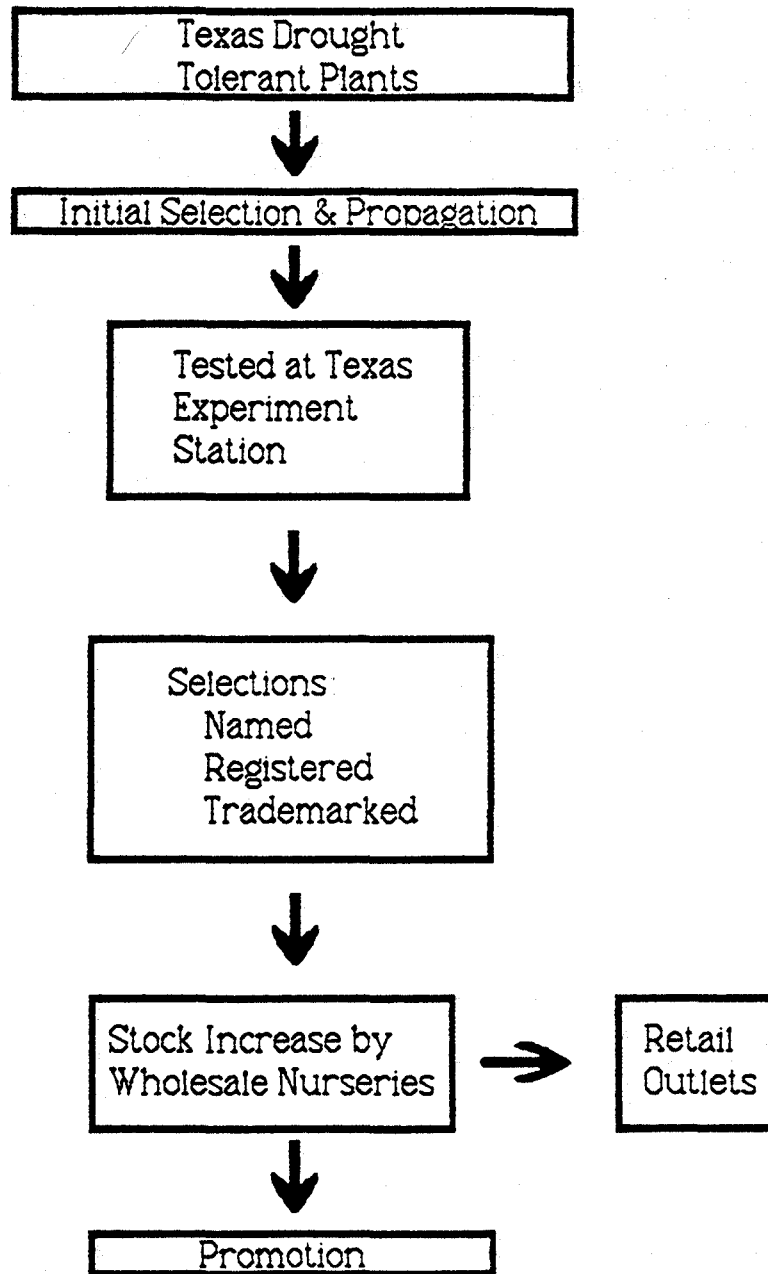 Texas Drought
Tolerant Plants
Initial Selection & Propagation
Tested at Texas
Experiment
Station
Selections:
Named
Registered
Trademarked
Stock Increase by
Wholesale Nurseries
Retail
Outlets
Promotion